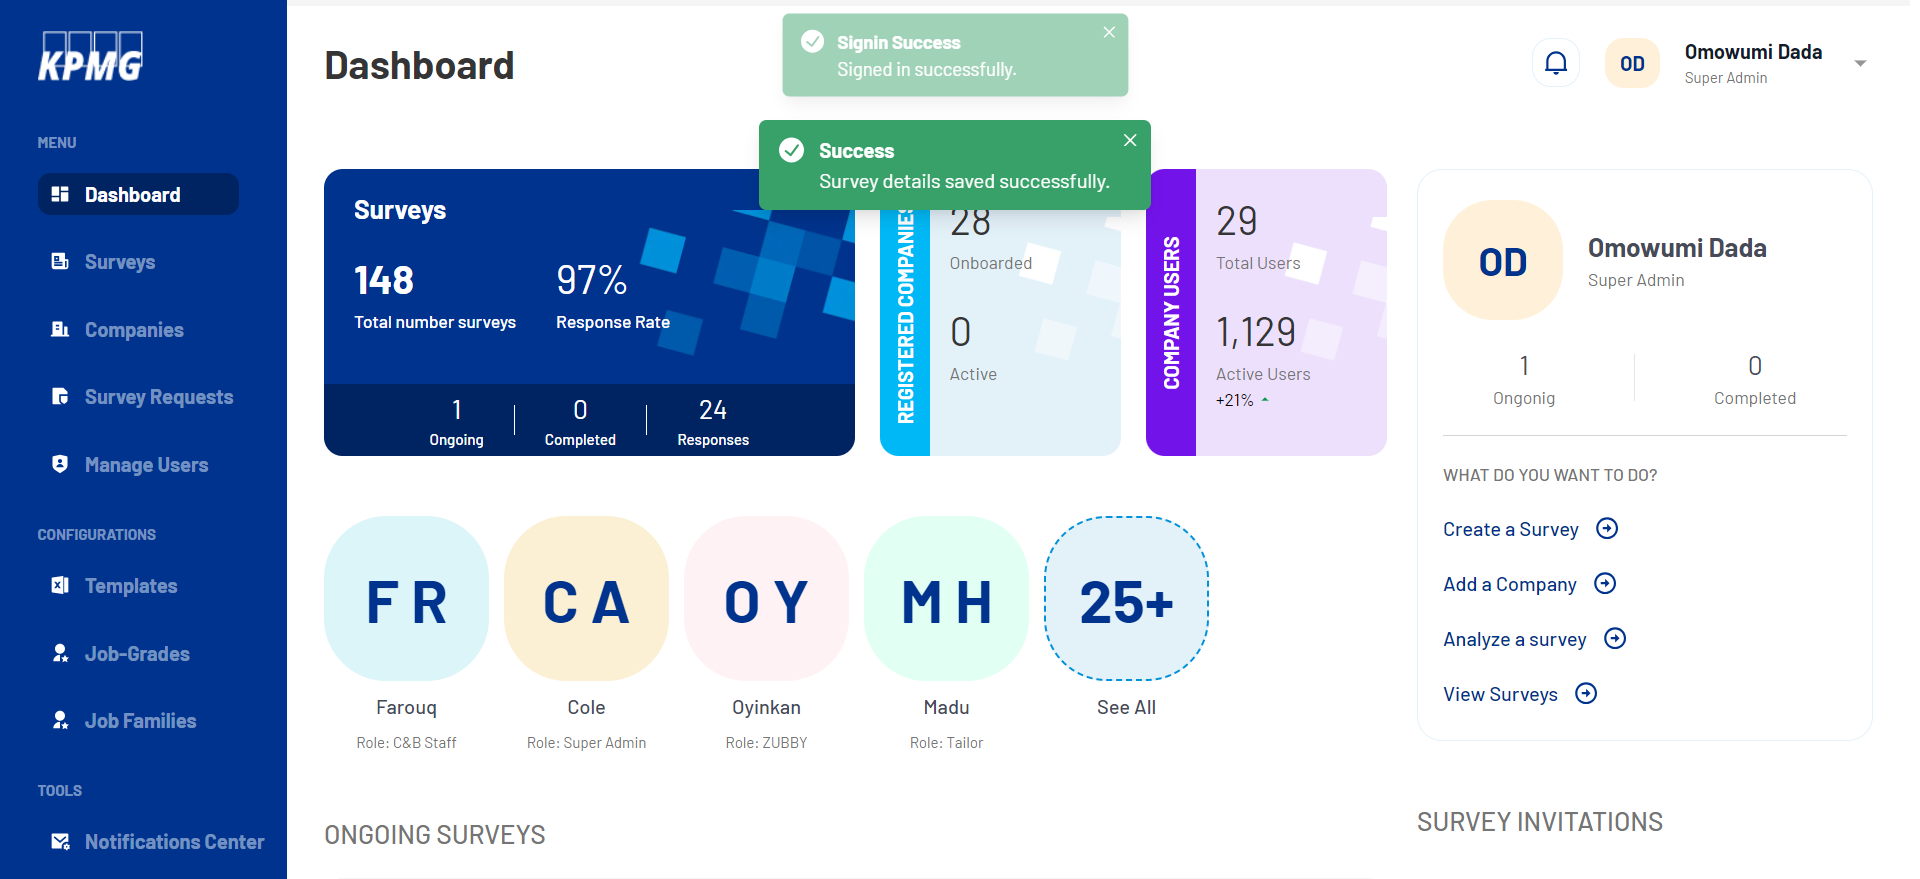 KPMG
MENU
Dashboard
Surveys
Companies
Survey Requests
Manage Users
CONFIGURATIONS
Templates
Job-Grades
Job Families
TOOLS
Notifications Center
Dashboard
Signin Success
Signed in successfully.
Success
Survey details saved successfully.
OD
Omowumi Dada
Super Admin
Surveys
148
Total number surveys
97%
Response Rate
1
Ongoing
0
Completed
24
Responses
REGISTERED COMPANIES
28
Onboarded
0
Active
COMPANY USERS
29
Total Users
1,129
Active Users
+21%
F R
Farouq
Role: C&B Staff
C A
Cole
Role: Super Admin
O Y
Oyinkan
Role: ZUBBY
M H
Madu
Role: Tailor
25+
See All
ONGOING SURVEYS
OD
Omowumi Dada
Super Admin
1
Ongonig
0
Completed
WHAT DO YOU WANT TO DO?
Create a Survey
Add a Company
Analyze a survey
View Surveys
SURVEY INVITATIONS